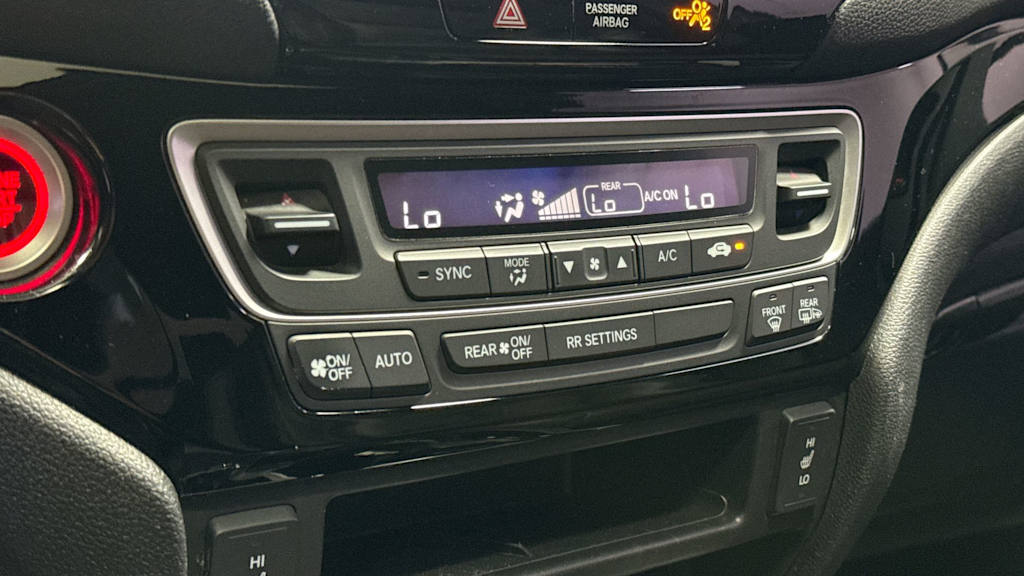 PASSENGER
AIRBAG
OFF
2
Lo
REAR
Lo
A/C ON
Lo
SYNC
MODE
A/C
ON/
OFF
AUTO
REAR ON/
OFF
RR SETTINGS
FRONT
REAR
HI
LO
HI